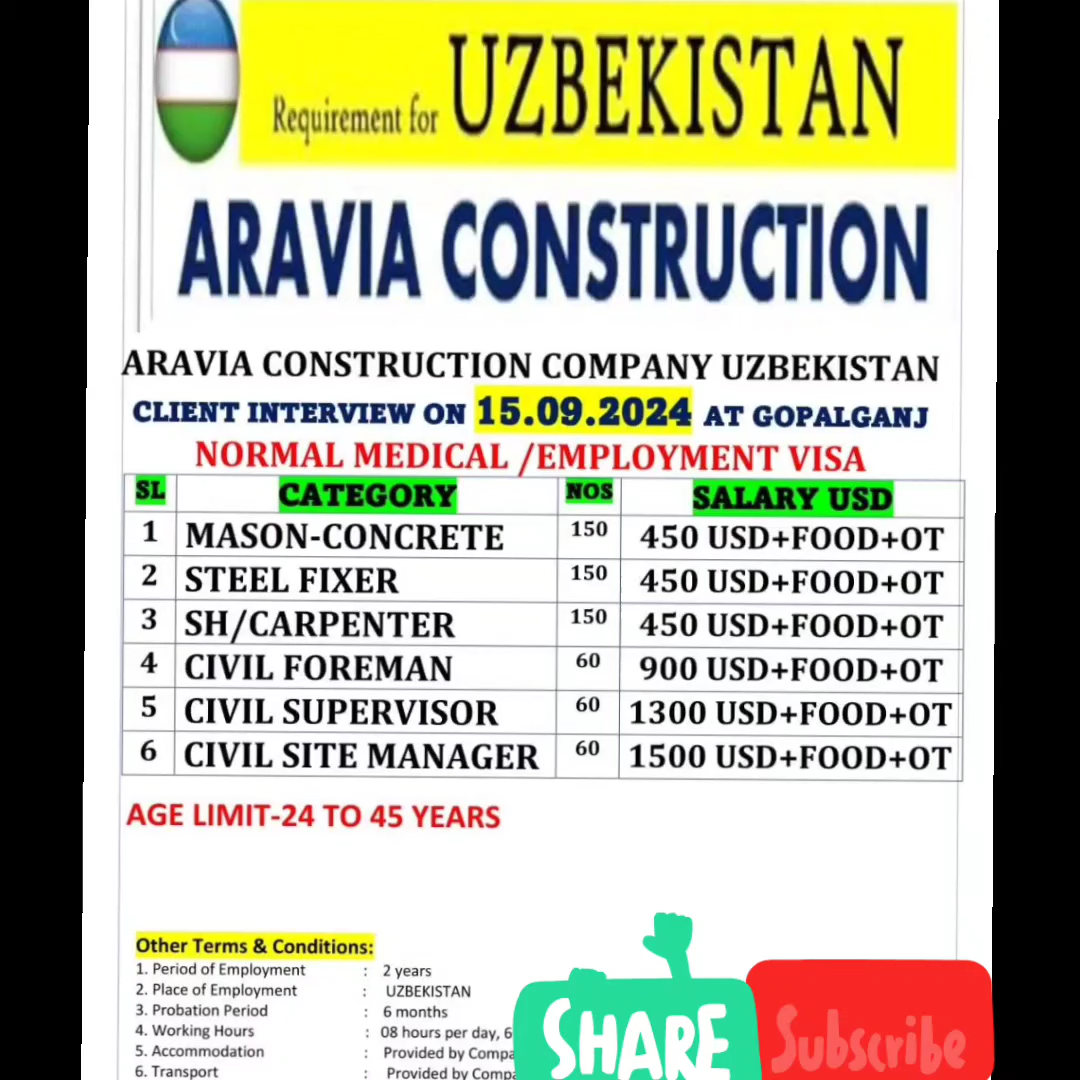 Requirement for UZBEKISTAN
ARAVIA CONSTRUCTION
ARAVIA CONSTRUCTION COMPANY UZBEKISTAN
CLIENT INTERVIEW ON 15.09.2024 AT GOPALGANJ
NORMAL MEDICAL /EMPLOYMENT VISA
SL CATEGORY NOS SALARY USD
1 MASON-CONCRETE 150 450 USD+FOOD+OT
2 STEEL FIXER 150 450 USD+FOOD+OT
3 SH/CARPENTER 150 450 USD+FOOD+OT
4 CIVIL FOREMAN 60 900 USD+FOOD+OT
5 CIVIL SUPERVISOR 60 1300 USD+FOOD+OT
6 CIVIL SITE MANAGER 60 1500 USD+FOOD+OT
AGE LIMIT-24 TO 45 YEARS
Other Terms & Conditions:
1. Period of Employment : 2 years
2. Place of Employment : UZBEKISTAN
3. Probation Period : 6 months
4. Working Hours : 08 hours per day, 6
5. Accommodation : Provided by Compa
6. Transport : Provided by Compa
SHARE Subscribe